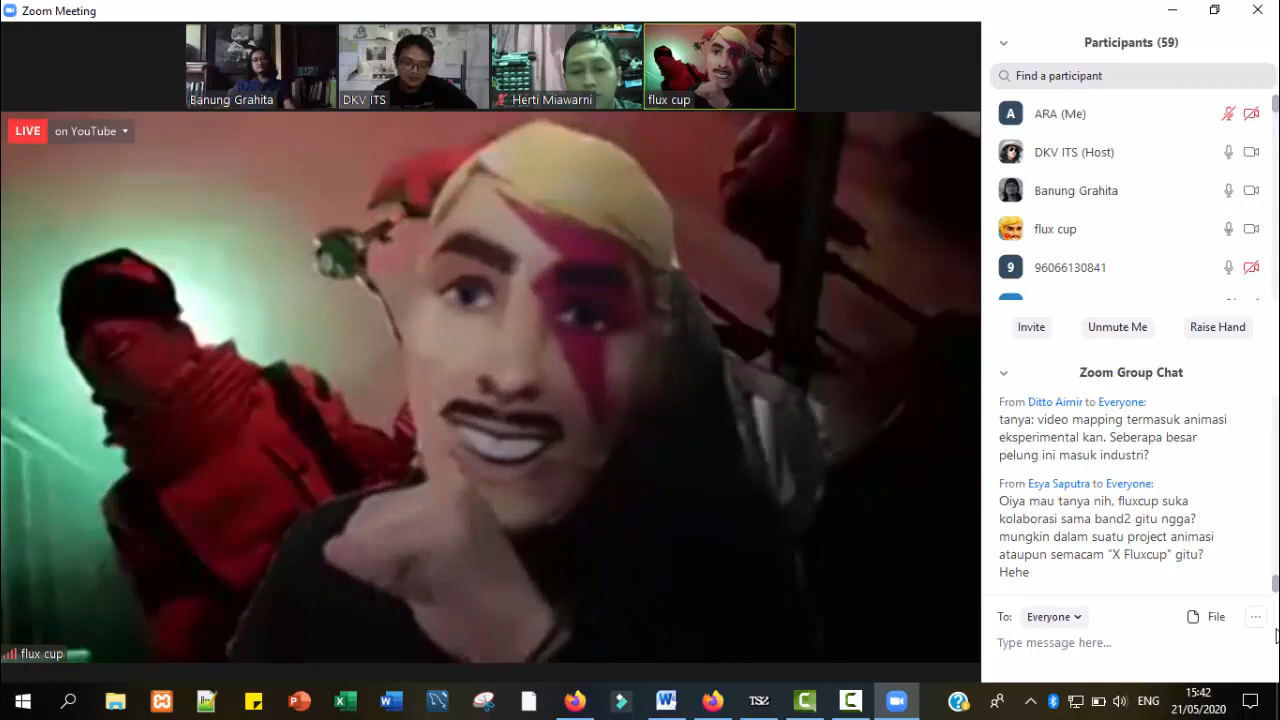 Zoom Meeting
Banung Grahita
DKV ITS
Herti Miawarni
flux cup
LIVE
on YouTube
flux cup
Participants (59)
Find a participant
A
ARA (Me)
DKV ITS (Host)
Banung Grahita
flux cup
9
96066130841
Invite
Unmute Me
Raise Hand
Zoom Group Chat
From Ditto Aimir to Everyone:
tanya: video mapping termasuk animasi
eksperimental kan. Seberapa besar
pelung ini masuk industri?
From Esya Saputra to Everyone:
Oiya mau tanya nih, fluxcup suka
kolaborasi sama band2 gitu ngga?
mungkin dalam suatu project animasi
ataupun semacam “X Fluxcup” gitu?
Hehe
To:
Everyone
File
Type message here...
TSZ
ENG
15:42
21/05/2020